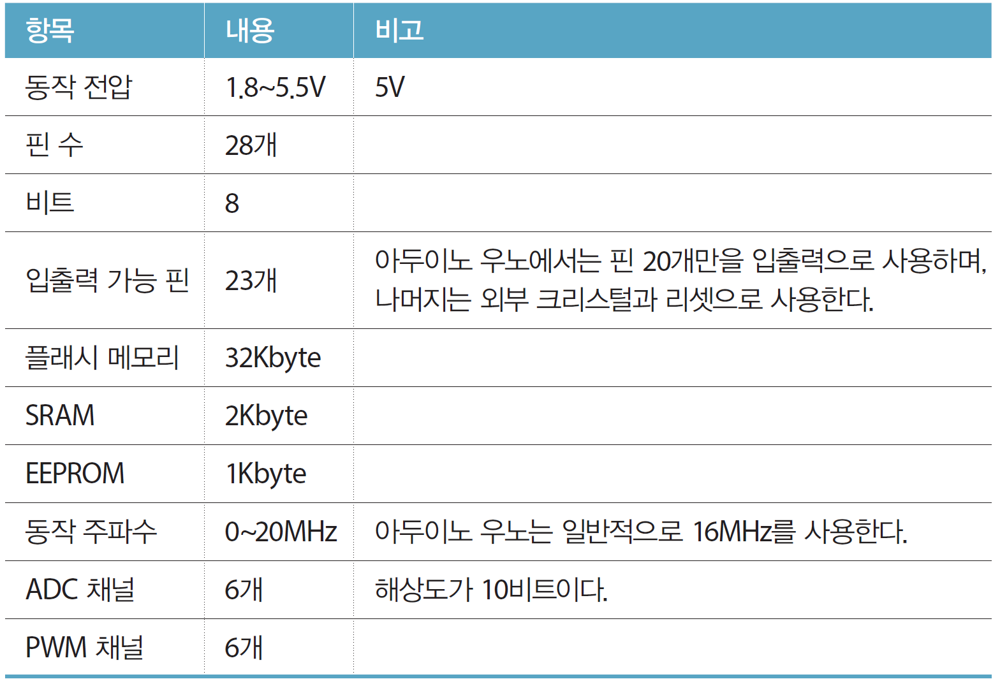 항목 내용 비고
동작 전압 1.8~5.5V 5V
핀 수 28개
비트 8
입출력 가능 핀 23개 아두이노 우노에서는 핀 20개만을 입출력으로 사용하며,
나머지는 외부 크리스털과 리셋으로 사용한다.
플래시 메모리 32Kbyte
SRAM 2Kbyte
EEPROM 1Kbyte
동작 주파수 0~20MHz 아두이노 우노는 일반적으로 16MHz를 사용한다.
ADC 채널 6개 해상도가 10비트이다.
PWM 채널 6개